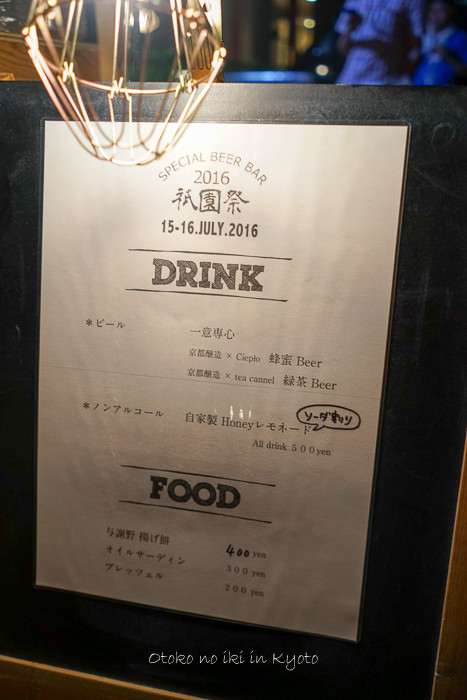 SPECIAL BEER BAR
2016
祇園祭
15-16.JULY.2016
DRINK
＊ビール 一意専心
京都醸造 × Ciepło 蜂蜜 Beer
京都醸造 × tea cannel 緑茶 Beer
ソーダ割り
＊ノンアルコール 自家製 Honeyレモネード
All drink ５００yen
FOOD
与謝野 揚げ餅 400 yen
オイルサーディン ３００ yen
プレッツェル ２００ yen
Otoko no iki in Kyoto